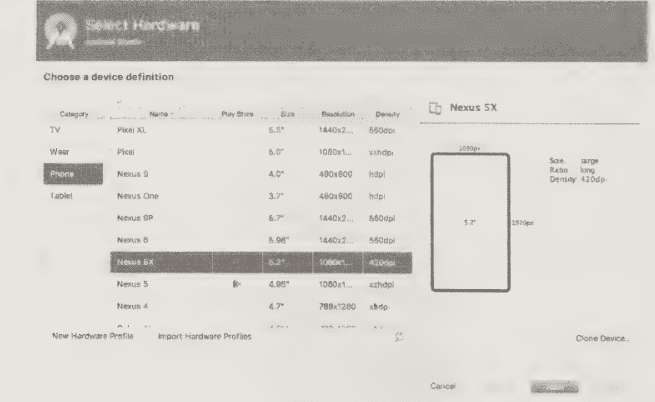 Select Hardware
Android Studio
Choose a device definition
Category Name Play Store Size Resolution Density
TV Pixel XL 5.5" 1440x2... 560dpi
Wear Pixel 5.0" 1080x1... xxhdpi
Phone Nexus S 4.0" 480x800 hdpi
Tablet Nexus One 3.7" 480x800 hdpi
Nexus 6P 5.7" 1440x2... 560dpi
Nexus 6 5.96" 1440x2... 560dpi
Nexus 5X 5.2" 1080x1... 420dpi
Nexus 5 4.95" 1080x1... xxhdpi
Nexus 4 4.7" 768x1280 xhdpi
New Hardware Profile Import Hardware Profiles
Nexus 5X
1080px
Size: large
Ratio: long
Density: 420dpi
5.2"
1920px
Clone Device...
Cancel